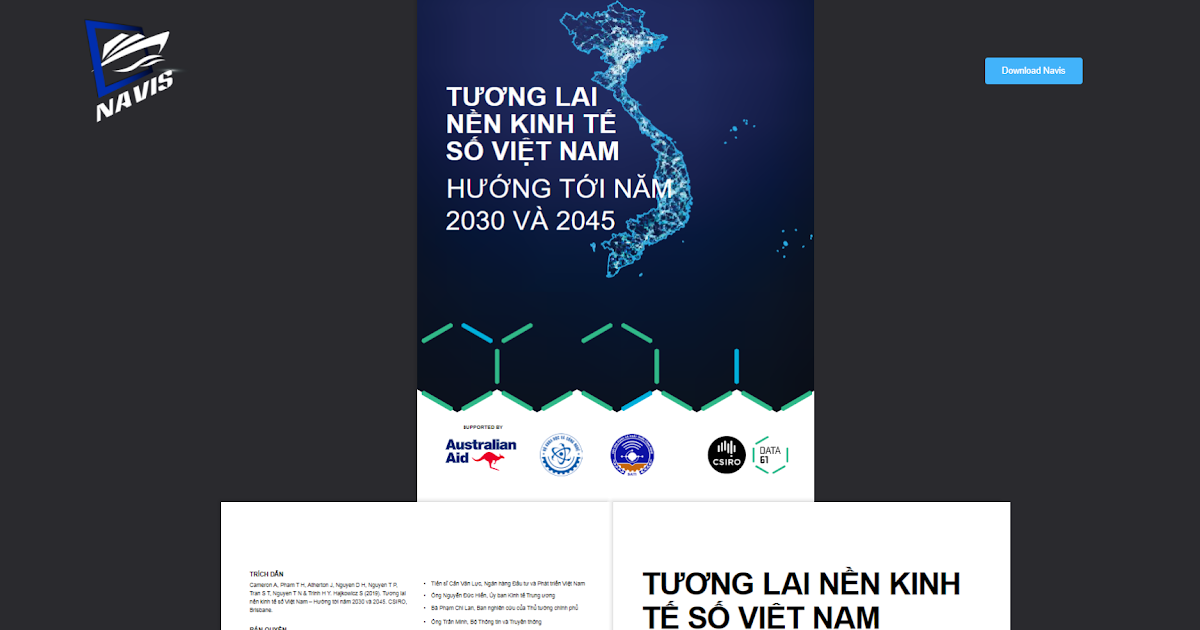 NAVIS
Download Navis
TƯƠNG LAI
NỀN KINH TẾ
SỐ VIỆT NAM
HƯỚNG TỚI NĂM
2030 VÀ 2045
SUPPORTED BY
Australian
Aid
CSIRO
DATA
61
TRÍCH DẪN
Cameron A, Pham T H, Atherton J, Nguyen D H, Nguyen T P,
Tran S T, Nguyen T N & Trinh H Y. Hajkowicz S (2019). Tương lai
nền kinh tế số Việt Nam – Hướng tới năm 2030 và 2045. CSIRO,
Brisbane.
BẢN QUYỀN
• Tiến sĩ Cấn Văn Lực, Ngân hàng Đầu tư và Phát triển Việt Nam
• Ông Nguyễn Đức Hiển, Ủy ban Kinh tế Trung ương
• Bà Phạm Chi Lan, Ban nghiên cứu của Thủ tướng chính phủ
• Ông Trần Minh, Bộ Thông tin và Truyền thông
TƯƠNG LAI NỀN KINH
TẾ SỐ VIỆT NAM